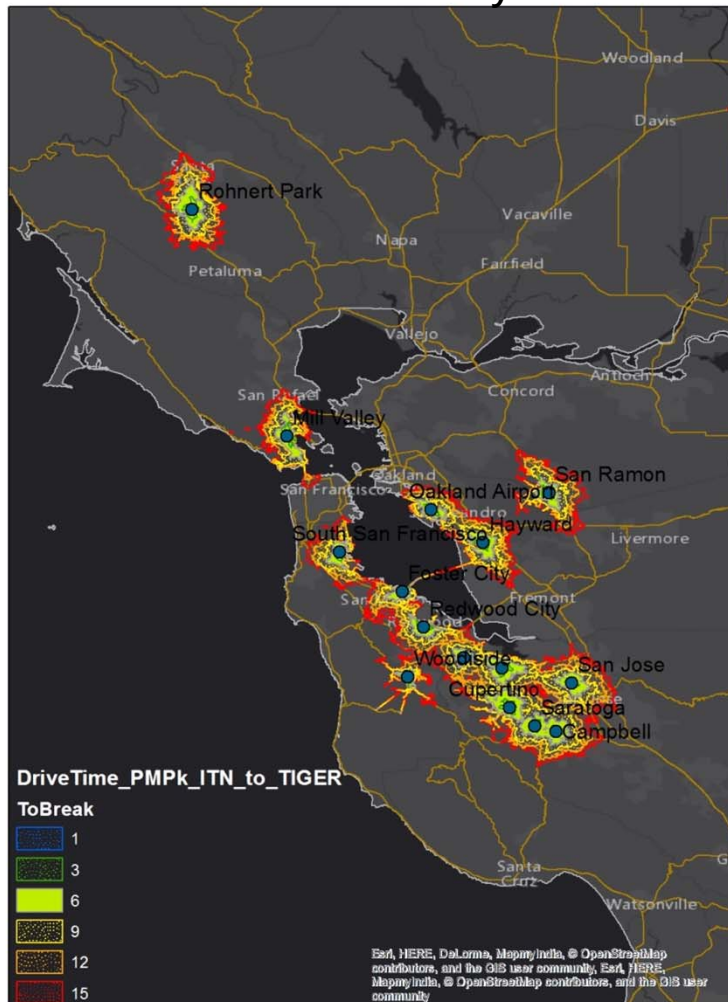 Woodland
Davis
Santa
Rohnert Park
Vacaville
Napa
Fairfield
Petaluma
Vallejo
Antioch
Concord
San Rafael
Mill Valley
Oakland
San Ramon
San Francisco
Oakland Airport
Hayward
South San Francisco
Livermore
Foster City
Fremont
Redwood City
Woodside
San Jose
Cupertino
Saratoga
Campbell
DriveTime_PMPk_ITN_to_TIGER
ToBreak
1
3
6
9
12
15
Santa
Cruz
Watsonville
Esri, HERE, DeLorme, MapmyIndia, © OpenStreetMap
contributors, and the GIS user community, Esri, HERE,
MapmyIndia, © OpenStreetMap contributors, and the GIS user
community